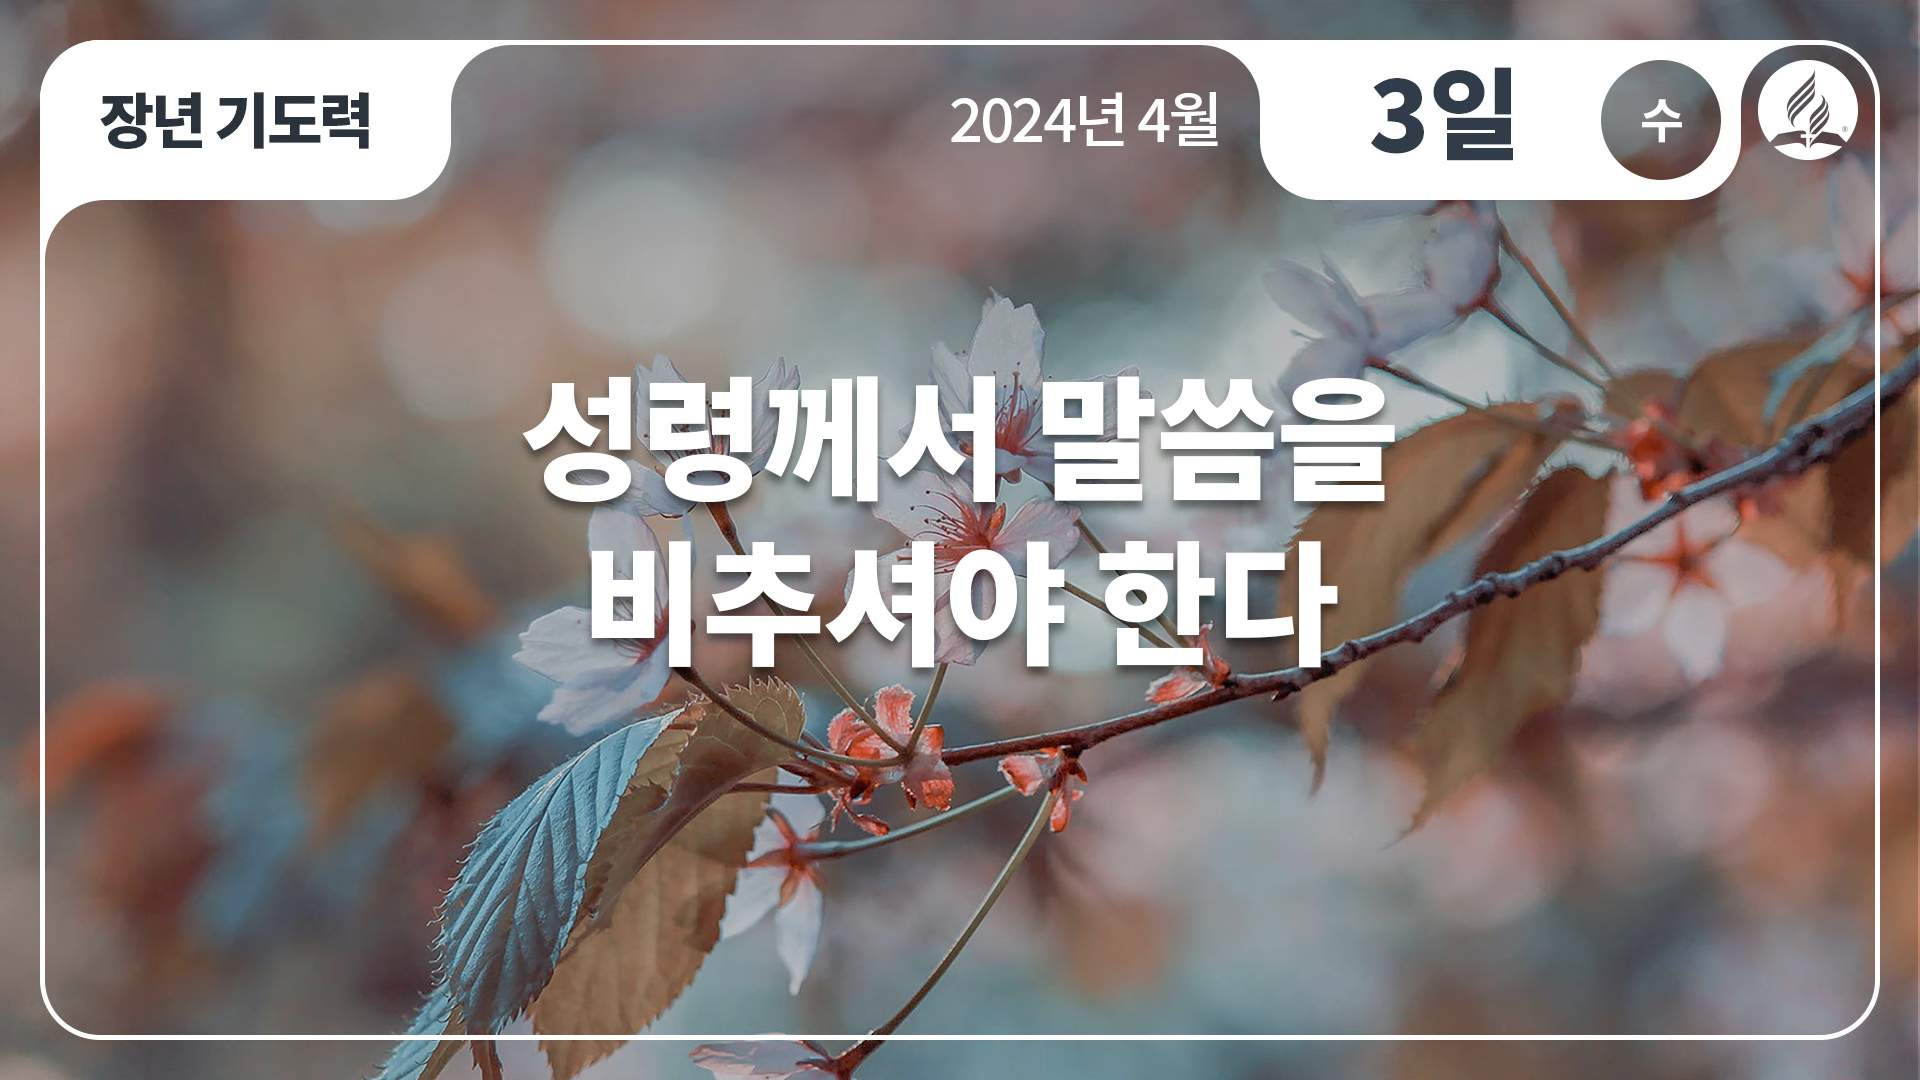 장년 기도력
2024년 4월
3일
수
성령께서 말씀을
비추셔야 한다